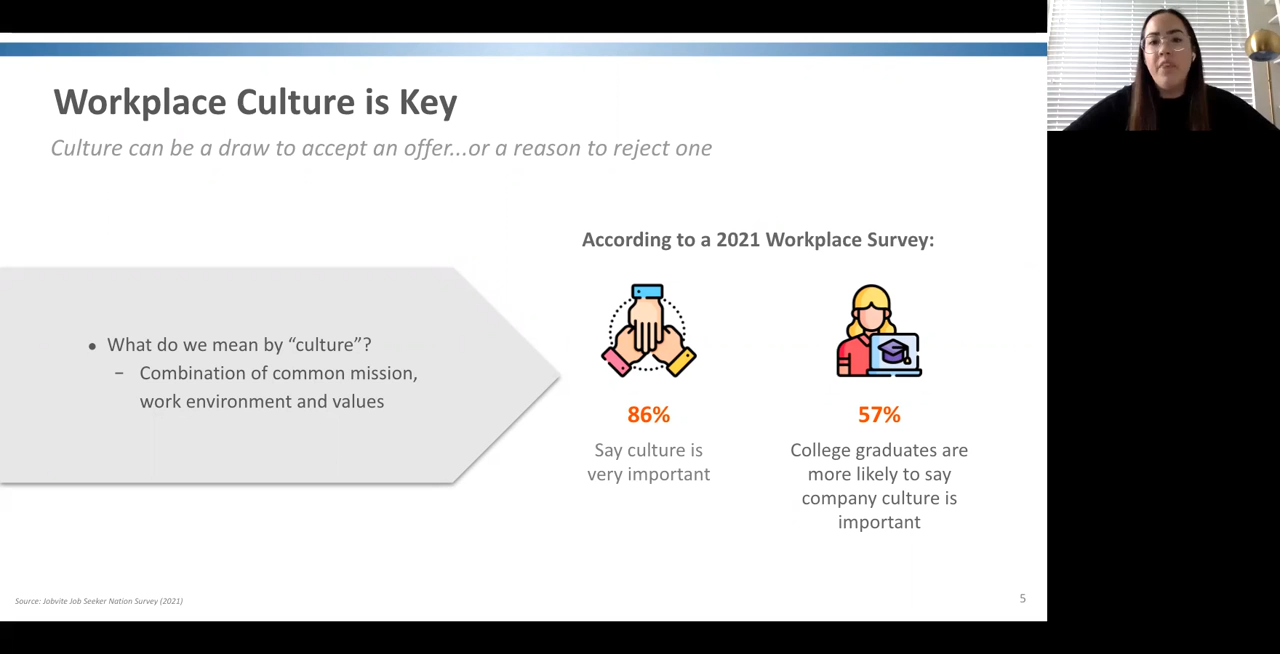 Workplace Culture is Key
Culture can be a draw to accept an offer...or a reason to reject one
• What do we mean by “culture”?
– Combination of common mission,
work environment and values
According to a 2021 Workplace Survey:
86%
Say culture is
very important
57%
College graduates are
more likely to say
company culture is
important
Source: Jobvite Job Seeker Nation Survey (2021)
5